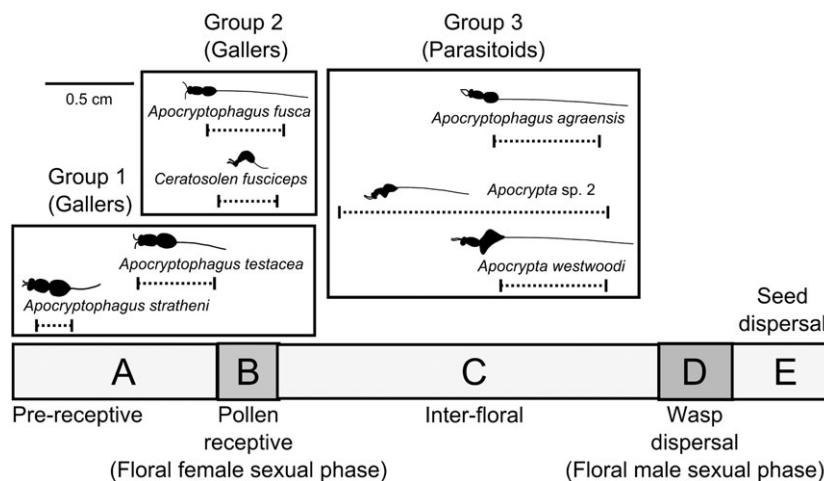 Group 2
(Gallers)
Group 3
(Parasitoids)
0.5 cm
Apocryptophagus fusca
Ceratosolen fusciceps
Apocryptophagus agraensis
Apocrypta sp. 2
Apocrypta westwoodi
Group 1
(Gallers)
Apocryptophagus testacea
Apocryptophagus stratheni
Seed
dispersal
A
B
C
D
E
Pre-receptive
Pollen
receptive
(Floral female sexual phase)
Inter-floral
Wasp
dispersal
(Floral male sexual phase)